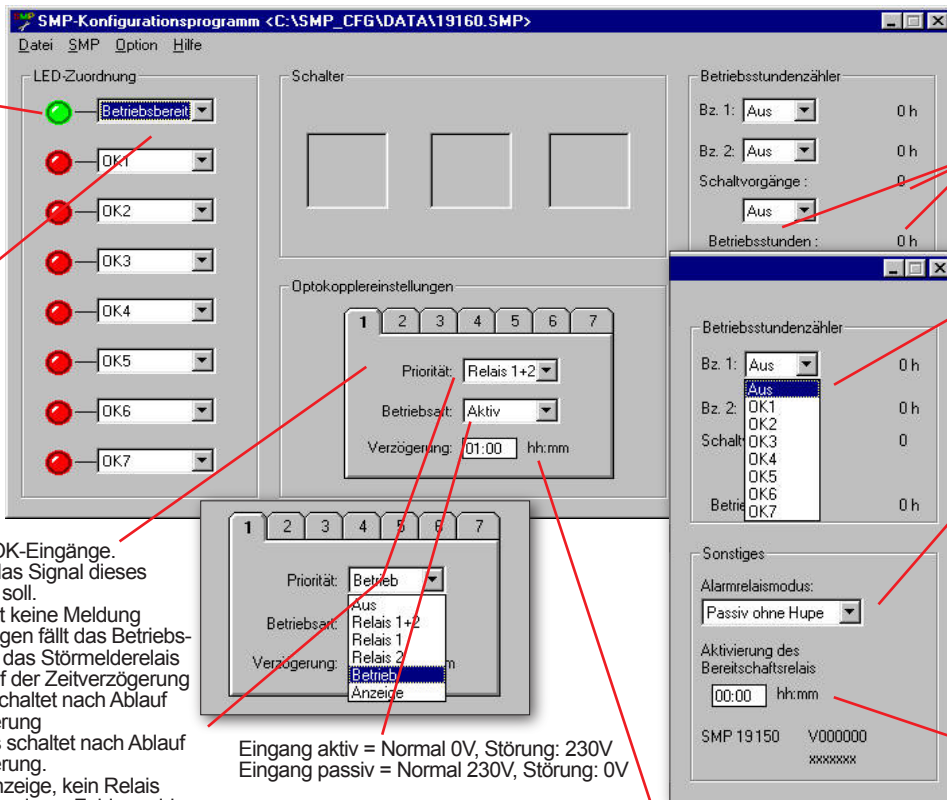 SMP-Konfigurationsprogramm <C:\SMP_CFG\DATA\19160.SMP>
Datei SMP Option Hilfe
LED-Zuordnung
Betriebsbereit
OK1
OK2
OK3
OK4
OK5
OK6
OK7
Schalter
Optokopplereinstellungen
1 2 3 4 5 6 7
Priorität: Relais 1+2
Betriebsart: Aktiv
Verzögerung: 01:00 hh:mm
Betriebsstundenzähler
Bz. 1: Aus 0 h
Bz. 2: Aus 0 h
Schaltvorgänge : 0
Aus
Betriebsstunden : 0 h
Betriebsstundenzähler
Bz. 1: Aus 0 h
Aus
OK1
OK2
OK3
OK4
OK5
OK6
OK7
Bz. 2: 0 h
Schalt 0
Betrie 0 h
Sonstiges
Alarmrelaismodus:
Passiv ohne Hupe
Aktivierung des
Bereitschaftsrelais
00:00 hh:mm
SMP 19150 V000000
xxxxxxx
1 2 3 4 5 6 7
Priorität: Betrieb
Aus
Relais 1+2
Relais 1
Relais 2
Betrieb
Anzeige
Betriebsart:
Verzögerung: m
OK-Eingänge.
das Signal dieses
soll.
t keine Meldung
gen fällt das Betriebs-
das Störmelderelais
f der Zeitverzögerung
chaltet nach Ablauf
erung
s schaltet nach Ablauf
erung.
nzeige, kein Relais
Eingang aktiv = Normal 0V, Störung: 230V
Eingang passiv = Normal 230V, Störung: 0V